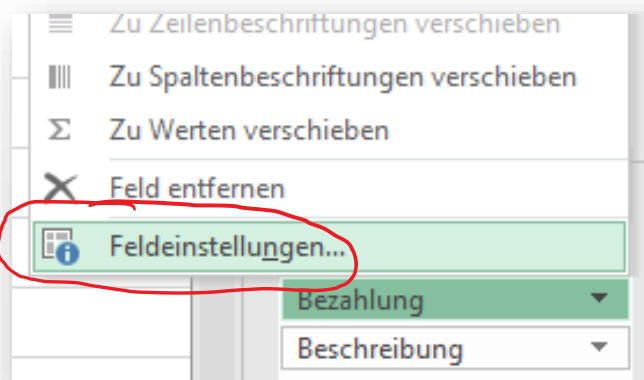 Zu Zeilenbeschriftungen verschieben
Zu Spaltenbeschriftungen verschieben
Σ Zu Werten verschieben
Feld entfernen
Feldeinstellungen...
Bezahlung
Beschreibung